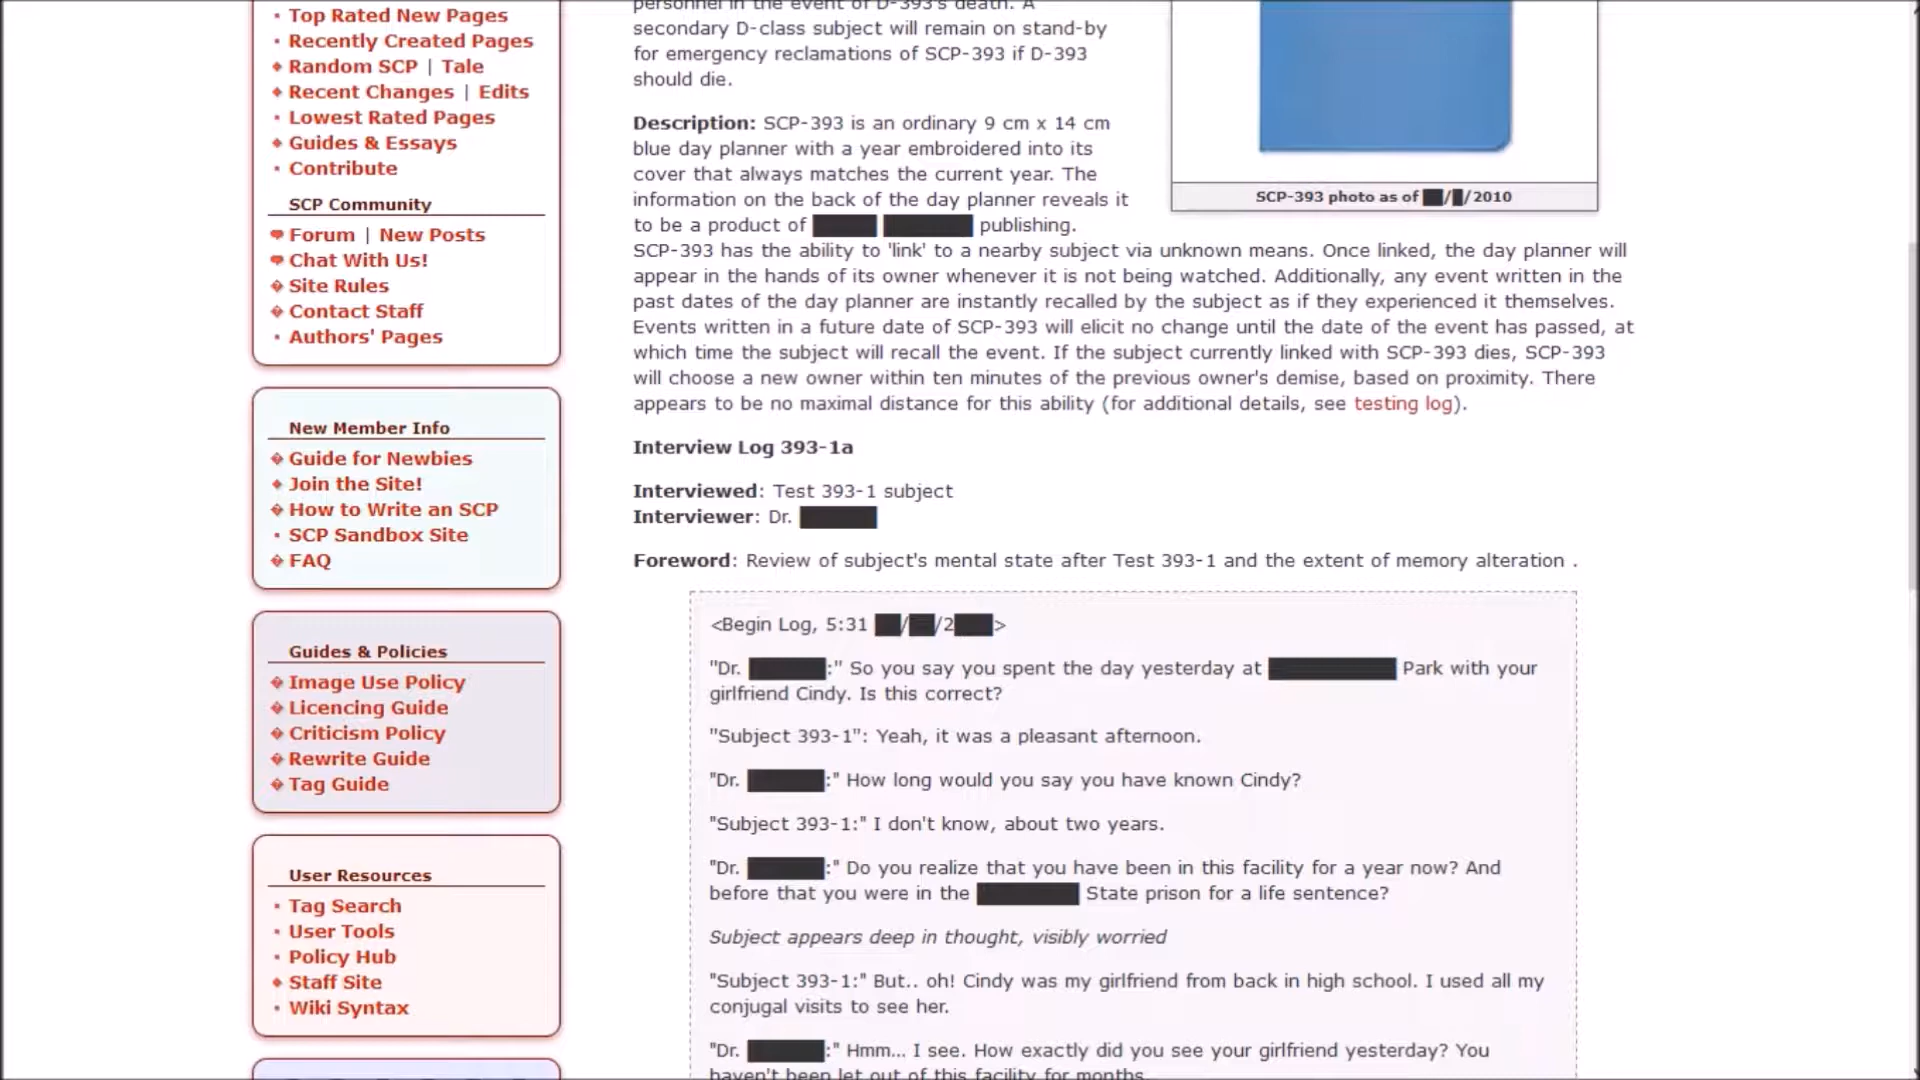 Top Rated New Pages
Recently Created Pages
Random SCP | Tale
Recent Changes | Edits
Lowest Rated Pages
Guides & Essays
Contribute
SCP Community
Forum | New Posts
Chat With Us!
Site Rules
Contact Staff
Authors' Pages
New Member Info
Guide for Newbies
Join the Site!
How to Write an SCP
SCP Sandbox Site
FAQ
Guides & Policies
Image Use Policy
Licencing Guide
Criticism Policy
Rewrite Guide
Tag Guide
User Resources
Tag Search
User Tools
Policy Hub
Staff Site
Wiki Syntax
personnel in the event of D-393's death. A
secondary D-class subject will remain on stand-by
for emergency reclamations of SCP-393 if D-393
should die.
SCP-393 photo as of ██/█/2010
Description: SCP-393 is an ordinary 9 cm x 14 cm
blue day planner with a year embroidered into its
cover that always matches the current year. The
information on the back of the day planner reveals it
to be a product of █████ ███████ publishing.
SCP-393 has the ability to 'link' to a nearby subject via unknown means. Once linked, the day planner will
appear in the hands of its owner whenever it is not being watched. Additionally, any event written in the
past dates of the day planner are instantly recalled by the subject as if they experienced it themselves.
Events written in a future date of SCP-393 will elicit no change until the date of the event has passed, at
which time the subject will recall the event. If the subject currently linked with SCP-393 dies, SCP-393
will choose a new owner within ten minutes of the previous owner's demise, based on proximity. There
appears to be no maximal distance for this ability (for additional details, see testing log).
Interview Log 393-1a
Interviewed: Test 393-1 subject
Interviewer: Dr. ██████
Foreword: Review of subject's mental state after Test 393-1 and the extent of memory alteration .
<Begin Log, 5:31 ██/██/2███>
"Dr. ██████:" So you say you spent the day yesterday at ██████████ Park with your
girlfriend Cindy. Is this correct?
"Subject 393-1": Yeah, it was a pleasant afternoon.
"Dr. ██████:" How long would you say you have known Cindy?
"Subject 393-1:" I don't know, about two years.
"Dr. ██████:" Do you realize that you have been in this facility for a year now? And
before that you were in the ████████ State prison for a life sentence?
Subject appears deep in thought, visibly worried
"Subject 393-1:" But.. oh! Cindy was my girlfriend from back in high school. I used all my
conjugal visits to see her.
"Dr. ██████:" Hmm... I see. How exactly did you see your girlfriend yesterday? You
haven't been let out of this facility for months.